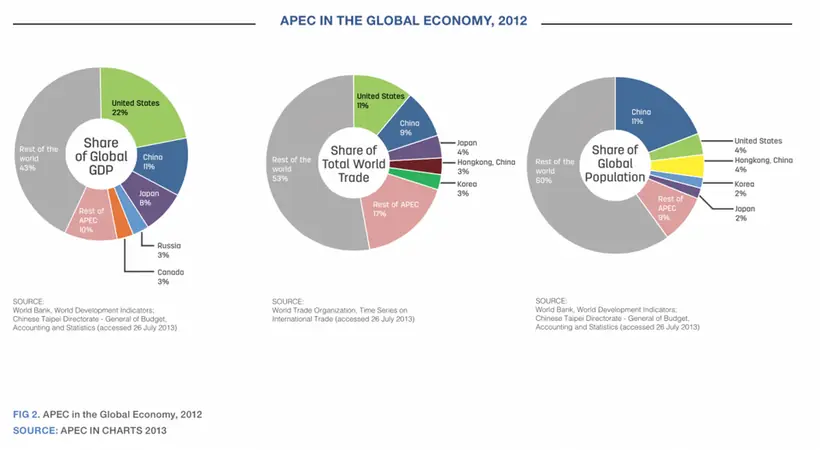 APEC IN THE GLOBAL ECONOMY, 2012
Share
of Global
GDP
United States
22%
China
11%
Japan
8%
Russia
3%
Canada
3%
Rest of
APEC
10%
Rest of the
world
43%
Share of
Total World
Trade
United States
11%
China
9%
Japan
4%
Hongkong, China
3%
Korea
3%
Rest of APEC
17%
Rest of the
world
53%
Share of
Global
Population
China
11%
United States
4%
Hongkong, China
4%
Korea
2%
Japan
2%
Rest of
APEC
9%
Rest of the
world
60%
SOURCE:
World Bank, World Development Indicators;
Chinese Taipei Directorate - General of Budget,
Accounting and Statistics (accessed 26 July 2013)
SOURCE:
World Trade Organization, Time Series on
International Trade (accessed 26 July 2013)
SOURCE:
World Bank, World Development Indicators;
Chinese Taipei Directorate - General of Budget,
Accounting and Statistics (accessed 26 July 2013)
FIG 2. APEC in the Global Economy, 2012
SOURCE: APEC IN CHARTS 2013